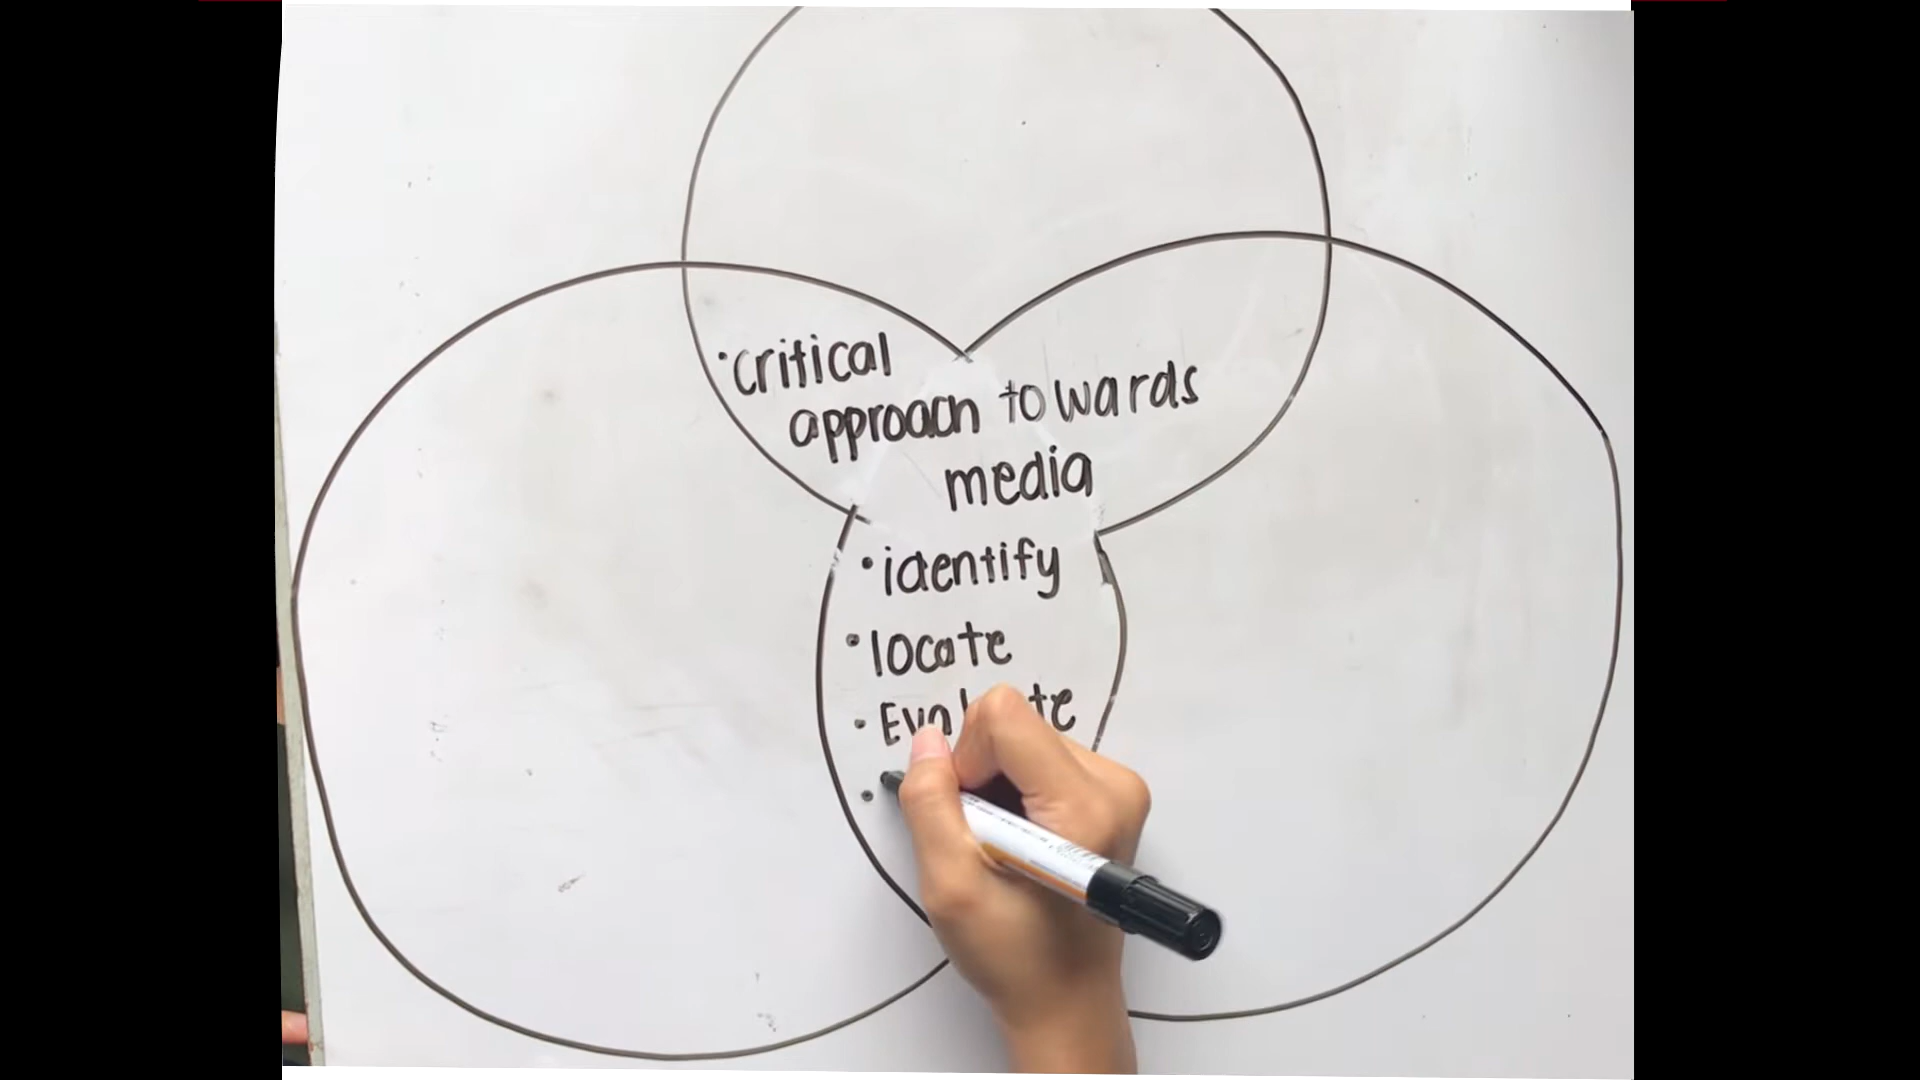 •critical
approach towards
media
•identify
•locate
•
•